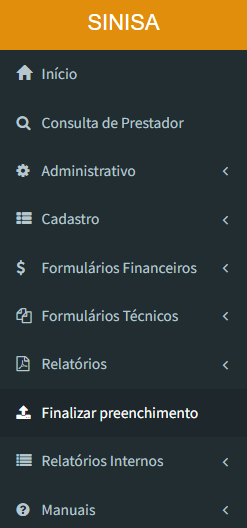 SINISA
Início
Consulta de Prestador
Administrativo
Cadastro
Formulários Financeiros
Formulários Técnicos
Relatórios
Finalizar preenchimento
Relatórios Internos
Manuais